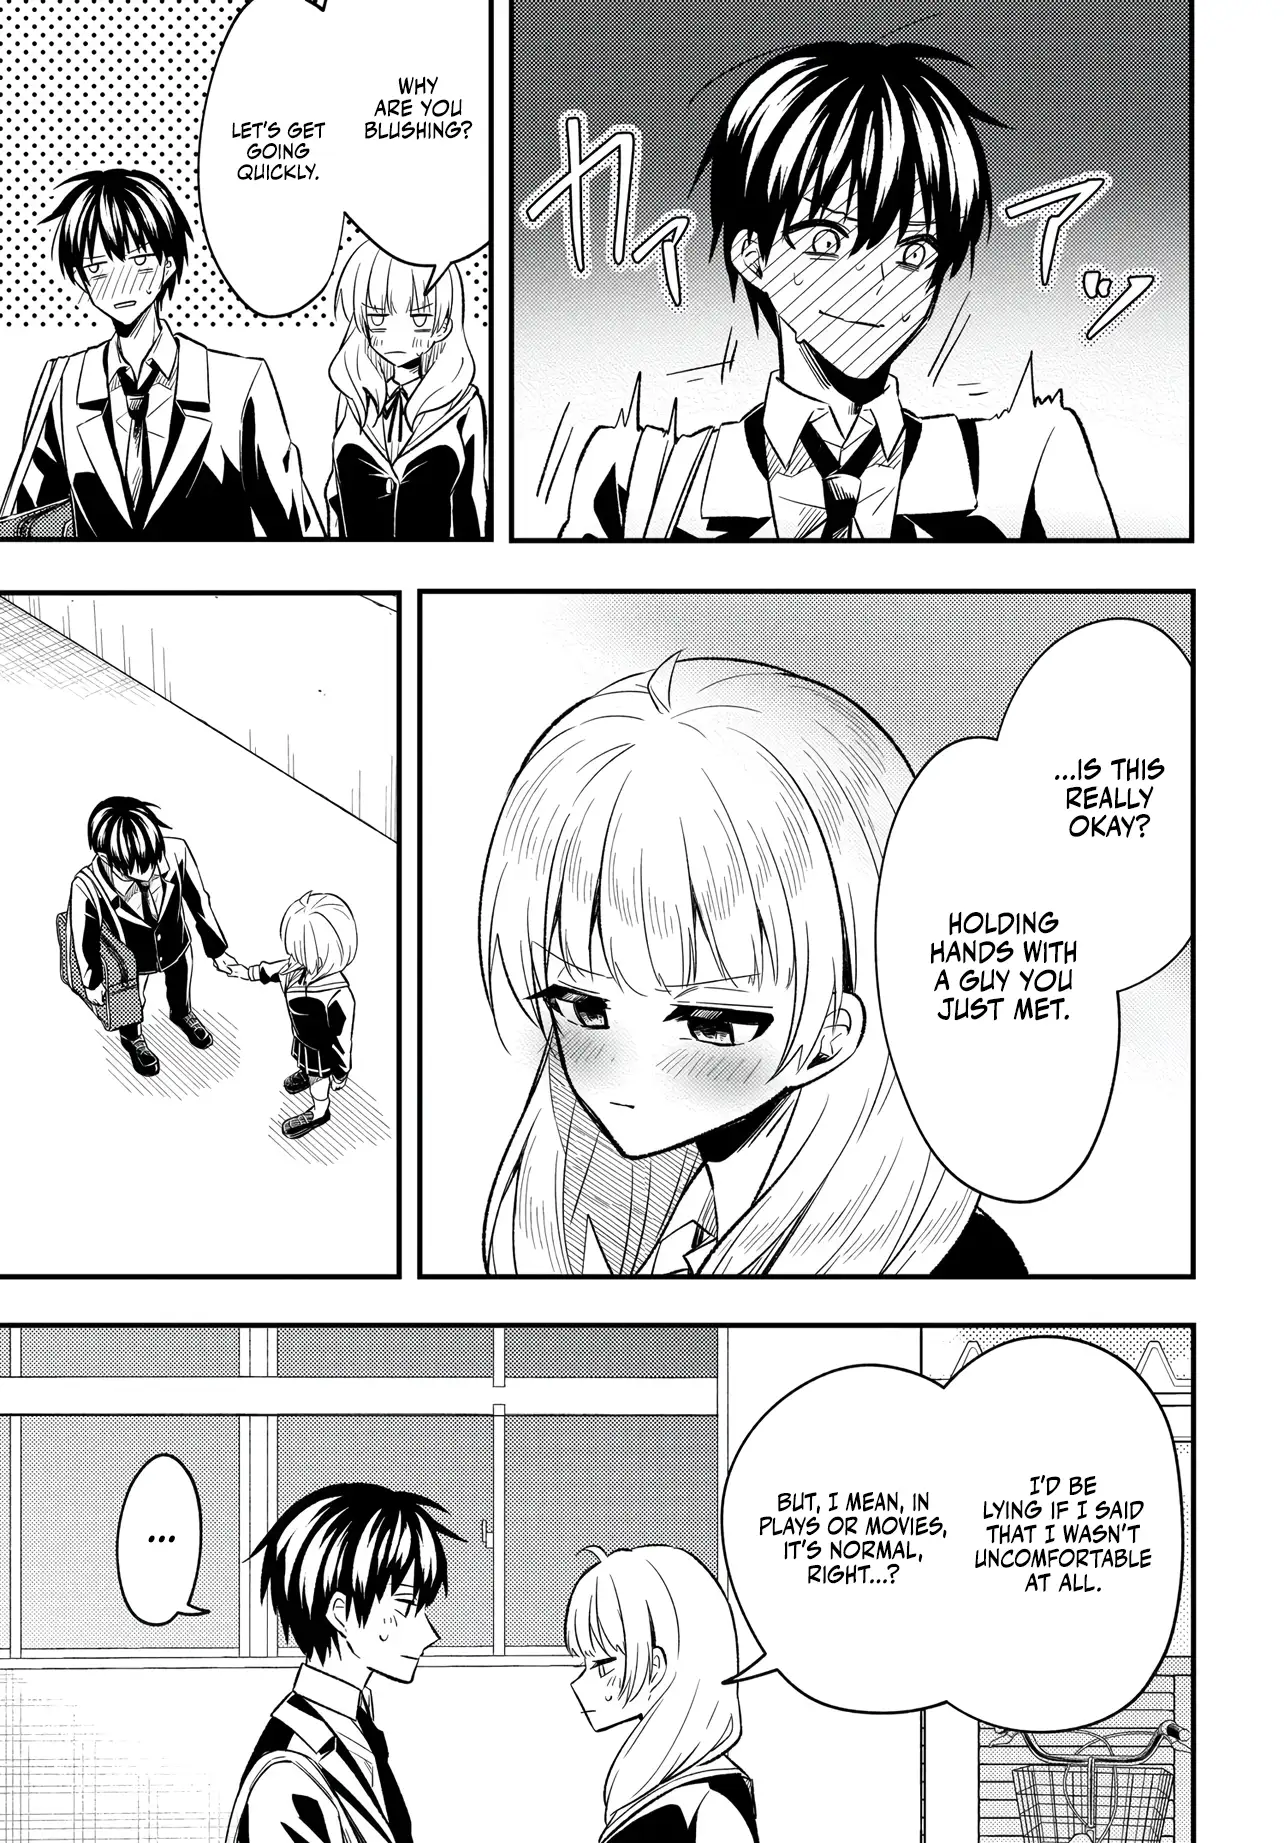 カァッ
WHY
ARE YOU
BLUSHING?
LET'S GET
GOING
QUICKLY.
...IS THIS
REALLY
OKAY?
HOLDING
HANDS WITH
A GUY YOU
JUST MET.
I'D BE
LYING IF I SAID
THAT I WASN'T
UNCOMFORTABLE
AT ALL.
BUT, I MEAN, IN
PLAYS OR MOVIES,
IT'S NORMAL,
RIGHT...?
...